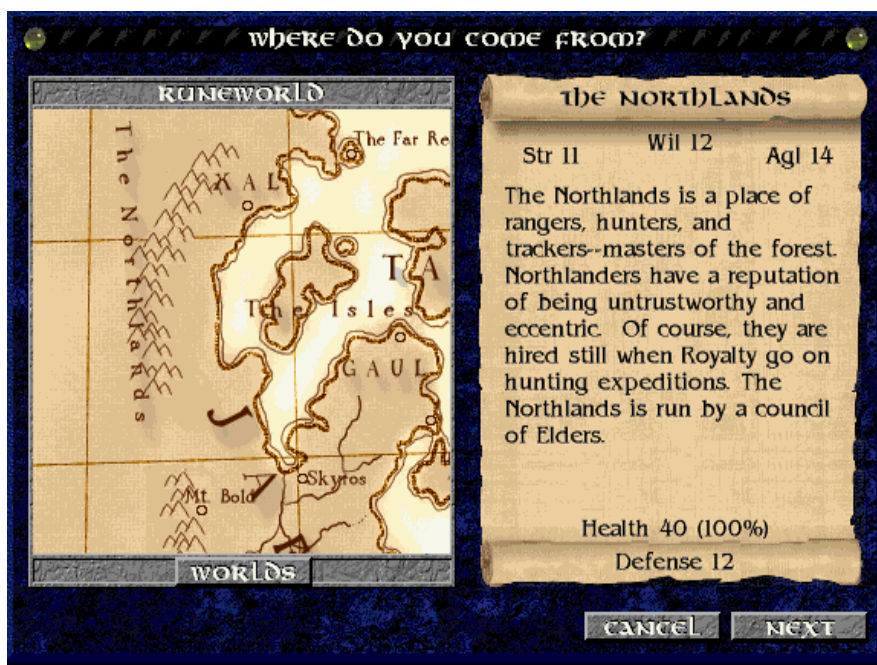 WHERE DO YOU COME FROM?
RUNEWORLD
The Northlands
The Far Re
XAL
TA
The Isles
GAUL
J
A
Skyros
Mt. Bold
WORLDS
THE NORTHLANDS
Str 11 Wil 12 Agl 14
The Northlands is a place of
rangers, hunters, and
trackers--masters of the forest.
Northlanders have a reputation
of being untrustworthy and
eccentric. Of course, they are
hired still when Royalty go on
hunting expeditions. The
Northlands is run by a council
of Elders.
Health 40 (100%)
Defense 12
CANCEL
NEXT